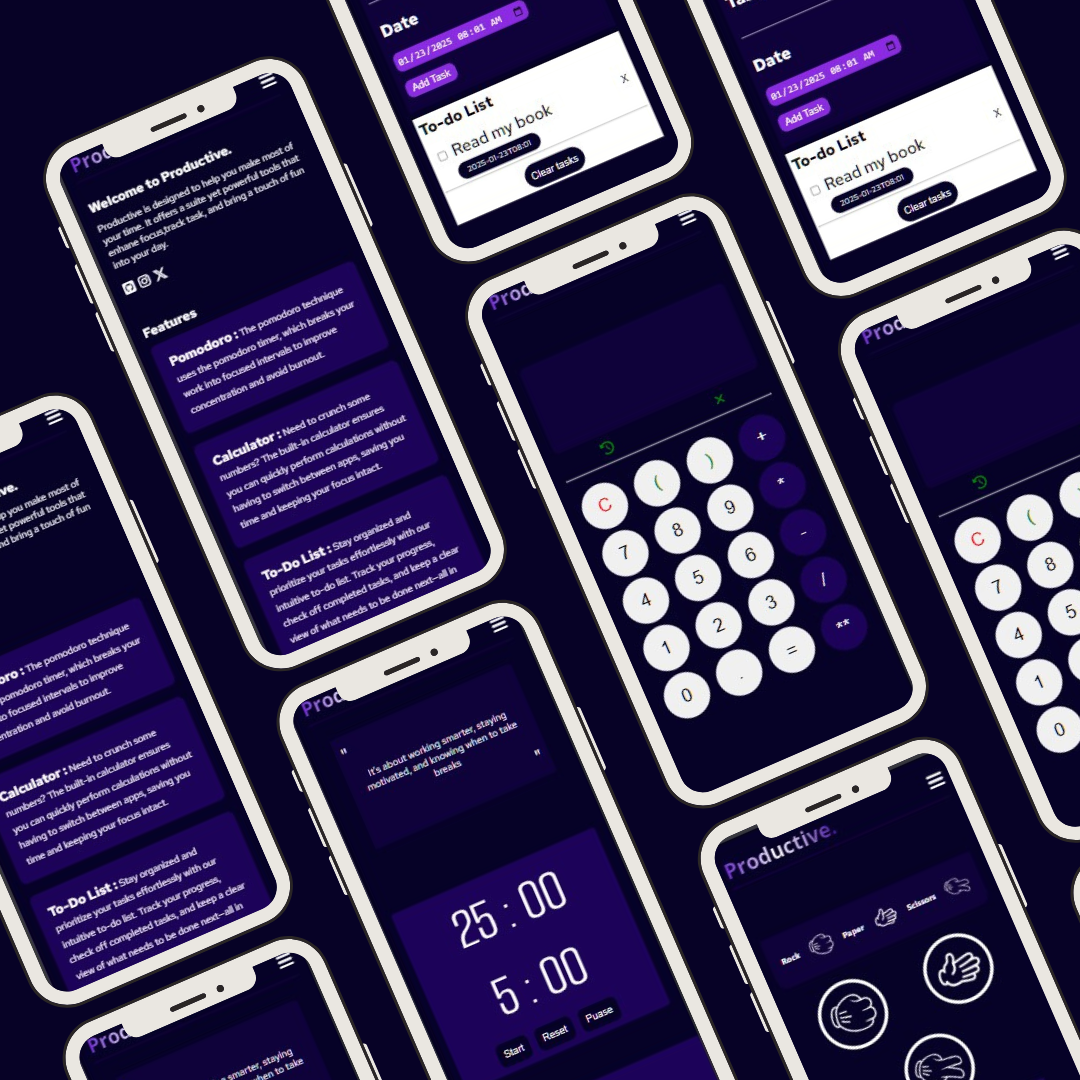 Date
01/23/2025 08:01 AM
Add Task
To-do List
X
Read my book
2025-01-23T08:01
Clear tasks
Date
01/23/2025 08:01 AM
Add Task
To-do List
X
Read my book
2025-01-23T08:01
Clear tasks
Prod
Welcome to Productive.
Productive is designed to help you make most of
your time. It offers a suite yet powerful tools that
enhane focus,track task, and bring a touch of fun
into your day.
Features
Pomodoro : The pomodoro technique
uses the pomodoro timer, which breaks your
work into focused intervals to improve
concentration and avoid burnout.
Calculator : Need to crunch some
numbers? The built-in calculator ensures
you can quickly perform calculations without
having to switch between apps, saving you
time and keeping your focus intact.
To-Do List : Stay organized and
prioritize your tasks effortlessly with our
intuitive to-do list. Track your progress,
check off completed tasks, and keep a clear
view of what needs to be done next—all in
Prod
×
C ( ) +
7 8 9 *
4 5 6 -
1 2 3 /
0 . = **
Prod
C (
7 8
4 5
1
0
ve.
p you make most of
et powerful tools that
nd bring a touch of fun
oro : The pomodoro technique
pomodoro timer, which breaks your
to focused intervals to improve
ntration and avoid burnout.
Calculator : Need to crunch some
numbers? The built-in calculator ensures
you can quickly perform calculations without
having to switch between apps, saving you
time and keeping your focus intact.
To-Do List : Stay organized and
prioritize your tasks effortlessly with our
intuitive to-do list. Track your progress,
check off completed tasks, and keep a clear
view of what needs to be done next—all in
Prod
"
It's about working smarter, staying
motivated, and knowing when to take
breaks
"
25 : 00
5 : 00
Start Reset Puase
Productive.
Rock Paper Scissors
Prod
smarter, staying
when to take